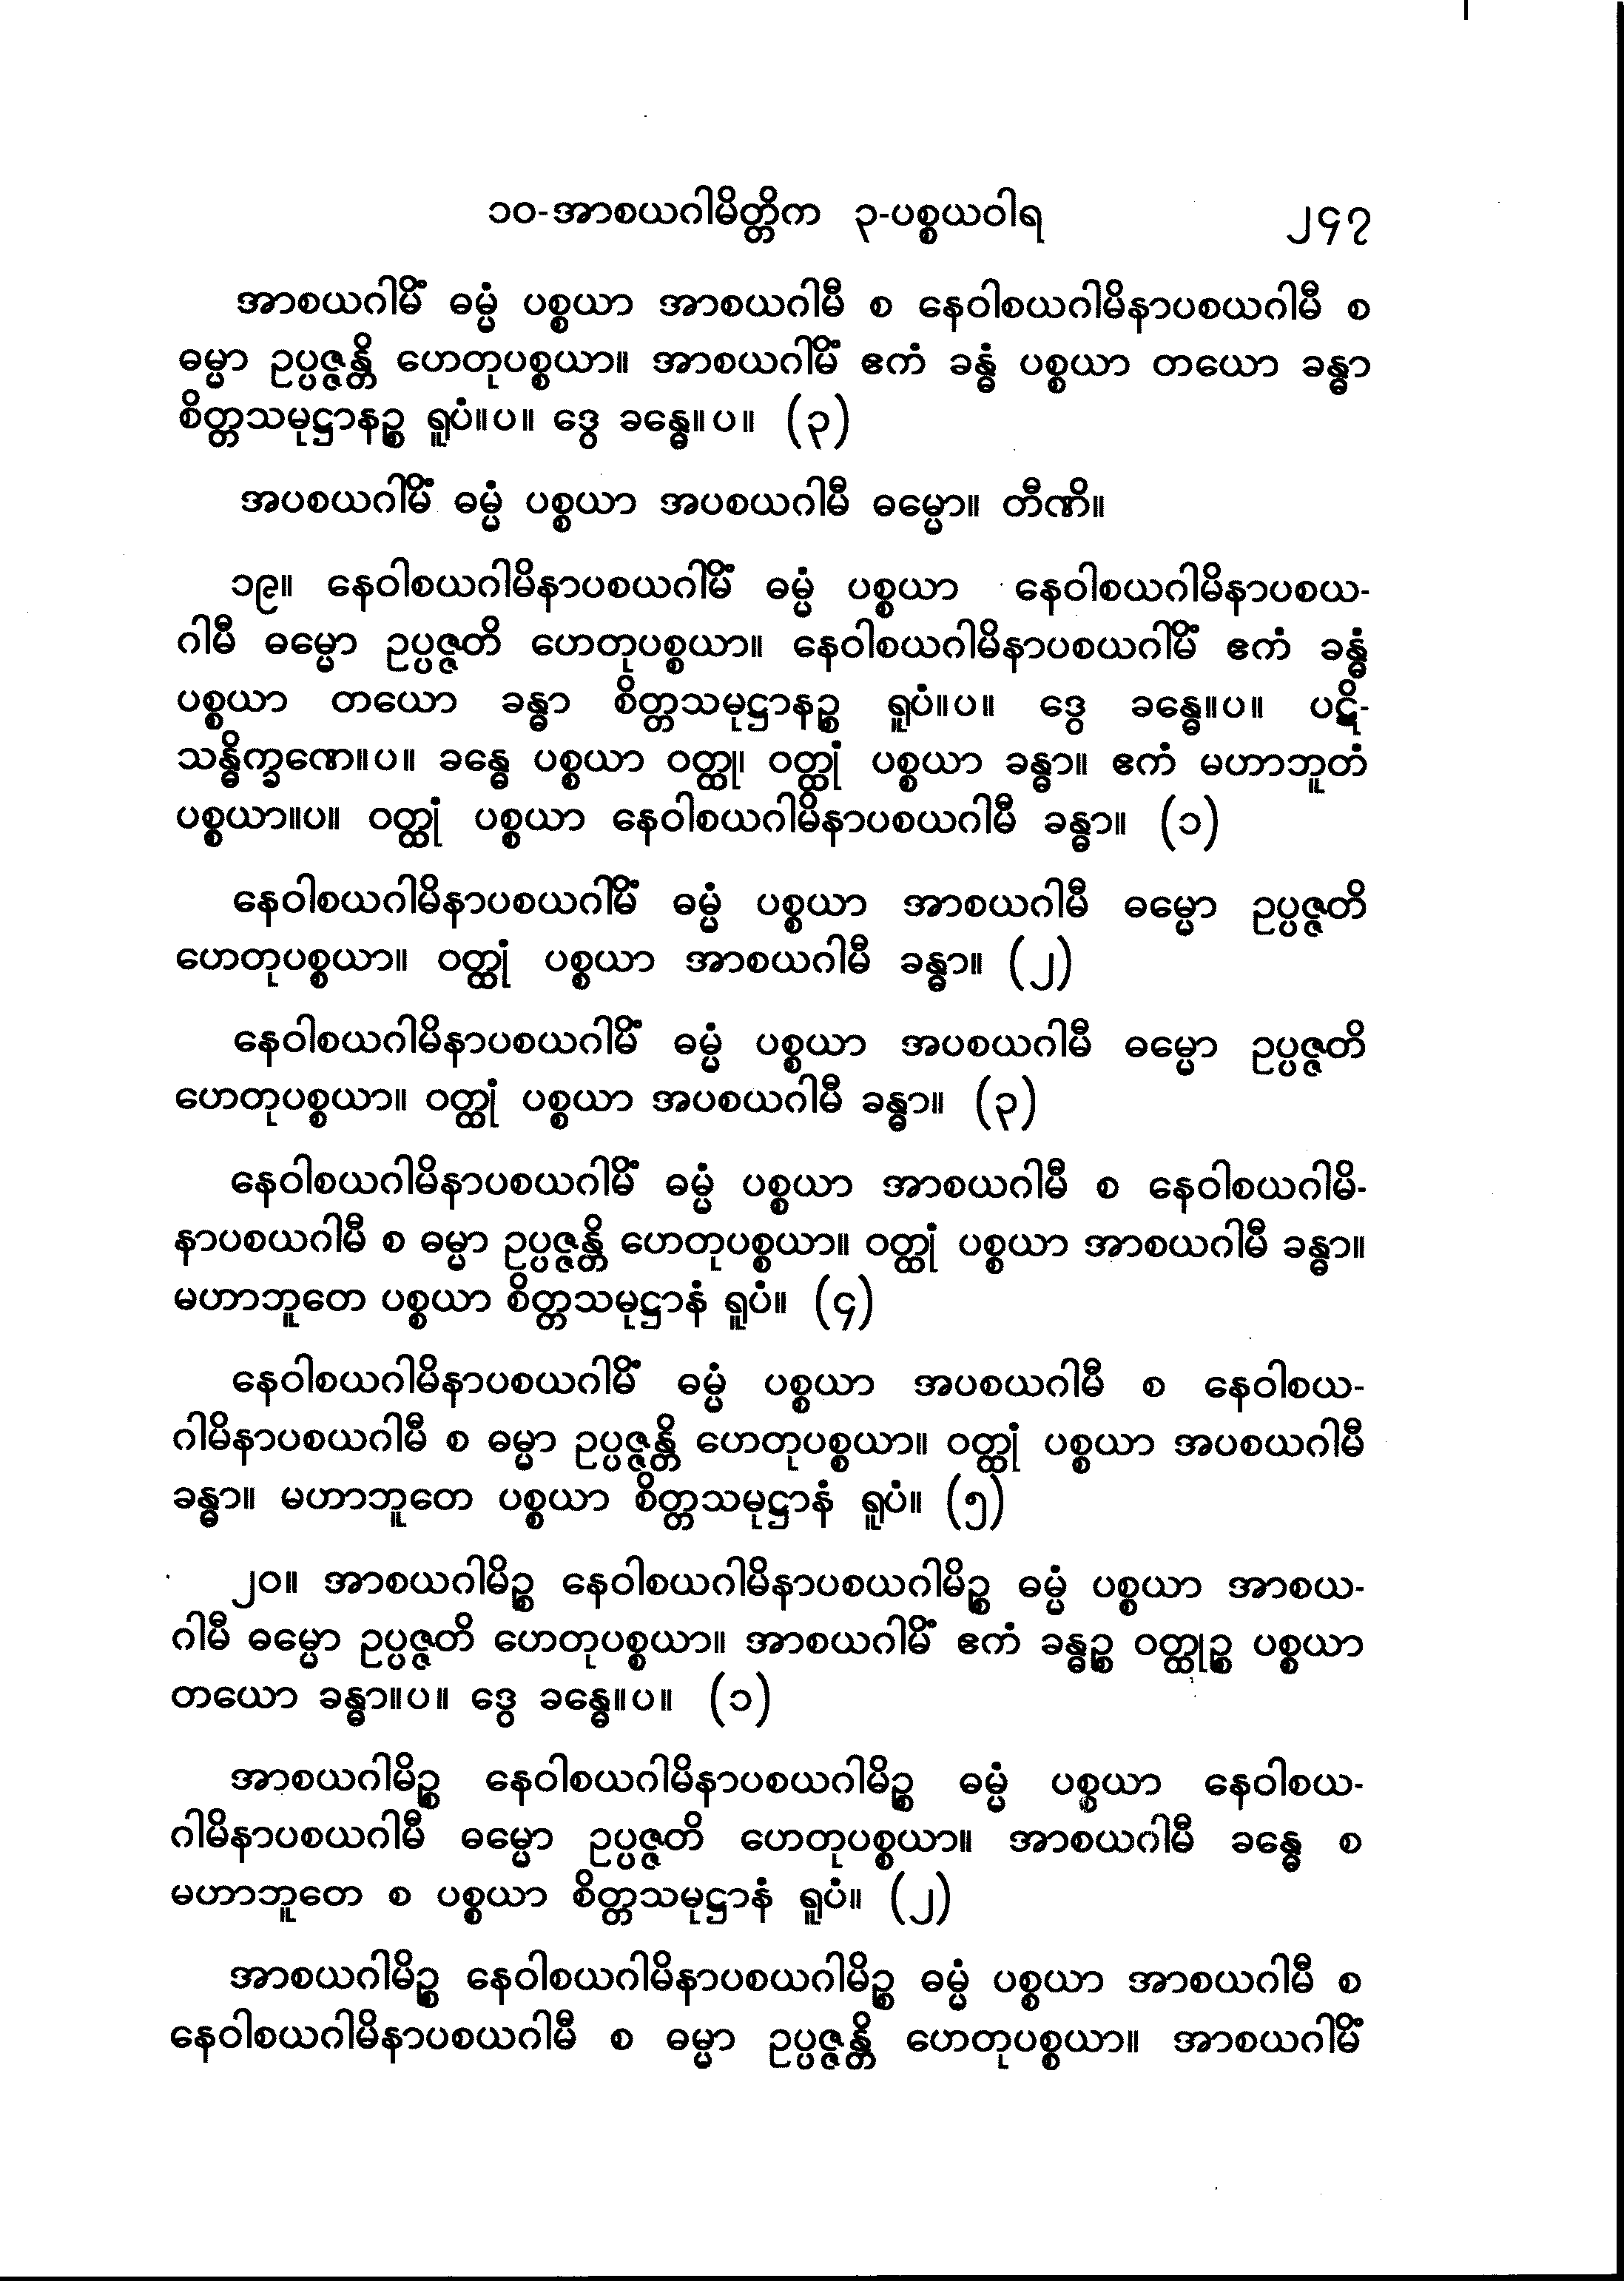 ၁၀-အာစယဂါမိတ္တိက ၃-ပစ္စယဝါရ ၂၄၇
အာစယဂါမိံ ဓမ္မံ ပစ္စယာ အာစယဂါမီ စ နေဝါစယဂါမိနာပစယဂါမီ စ
ဓမ္မာ ဥပ္ပဇ္ဇန္တိ ဟေတုပစ္စယာ။ အာစယဂါမိံ ဧကံ ခန္ဓံ ပစ္စယာ တယော ခန္ဓာ
စိတ္တသမုဋ္ဌာနဉ္စ ရူပံ။ပ။ ဒွေ ခန္ဓေ။ပ။ (၃)
အပစယဂါမိံ ဓမ္မံ ပစ္စယာ အပစယဂါမီ ဓမ္မော။ တီဏိ။
၁၉။ နေဝါစယဂါမိနာပစယဂါမိံ ဓမ္မံ ပစ္စယာ နေဝါစယဂါမိနာပစယ-
ဂါမီ ဓမ္မော ဥပ္ပဇ္ဇတိ ဟေတုပစ္စယာ။ နေဝါစယဂါမိနာပစယဂါမိံ ဧကံ ခန္ဓံ
ပစ္စယာ တယော ခန္ဓာ စိတ္တသမုဋ္ဌာနဉ္စ ရူပံ။ပ။ ဒွေ ခန္ဓေ။ပ။ ပဋိ-
သန္ဓိက္ခဏေ။ပ။ ခန္ဓေ ပစ္စယာ ဝတ္ထု၊ ဝတ္ထုံ ပစ္စယာ ခန္ဓာ။ ဧကံ မဟာဘူတံ
ပစ္စယာ။ပ။ ဝတ္ထုံ ပစ္စယာ နေဝါစယဂါမိနာပစယဂါမီ ခန္ဓာ။ (၁)
နေဝါစယဂါမိနာပစယဂါမိံ ဓမ္မံ ပစ္စယာ အာစယဂါမီ ဓမ္မော ဥပ္ပဇ္ဇတိ
ဟေတုပစ္စယာ။ ဝတ္ထုံ ပစ္စယာ အာစယဂါမီ ခန္ဓာ။ (၂)
နေဝါစယဂါမိနာပစယဂါမိံ ဓမ္မံ ပစ္စယာ အပစယဂါမီ ဓမ္မော ဥပ္ပဇ္ဇတိ
ဟေတုပစ္စယာ။ ဝတ္ထုံ ပစ္စယာ အပစယဂါမီ ခန္ဓာ။ (၃)
နေဝါစယဂါမိနာပစယဂါမိံ ဓမ္မံ ပစ္စယာ အာစယဂါမီ စ နေဝါစယဂါမိ-
နာပစယဂါမီ စ ဓမ္မာ ဥပ္ပဇ္ဇန္တိ ဟေတုပစ္စယာ။ ဝတ္ထုံ ပစ္စယာ အာစယဂါမီ ခန္ဓာ။
မဟာဘူတေ ပစ္စယာ စိတ္တသမုဋ္ဌာနံ ရူပံ။ (၄)
နေဝါစယဂါမိနာပစယဂါမိံ ဓမ္မံ ပစ္စယာ အပစယဂါမီ စ နေဝါစယ-
ဂါမိနာပစယဂါမီ စ ဓမ္မာ ဥပ္ပဇ္ဇန္တိ ဟေတုပစ္စယာ။ ဝတ္ထုံ ပစ္စယာ အပစယဂါမီ
ခန္ဓာ။ မဟာဘူတေ ပစ္စယာ စိတ္တသမုဋ္ဌာနံ ရူပံ။ (၅)
၂၀။ အာစယဂါမိဉ္စ နေဝါစယဂါမိနာပစယဂါမိဉ္စ ဓမ္မံ ပစ္စယာ အာစယ-
ဂါမီ ဓမ္မော ဥပ္ပဇ္ဇတိ ဟေတုပစ္စယာ။ အာစယဂါမိံ ဧကံ ခန္ဓဉ္စ ဝတ္ထုဉ္စ ပစ္စယာ
တယော ခန္ဓာ။ပ။ ဒွေ ခန္ဓေ။ပ။ (၁)
အာစယဂါမိဉ္စ နေဝါစယဂါမိနာပစယဂါမိဉ္စ ဓမ္မံ ပစ္စယာ နေဝါစယ-
ဂါမိနာပစယဂါမီ ဓမ္မော ဥပ္ပဇ္ဇတိ ဟေတုပစ္စယာ။ အာစယဂါမီ ခန္ဓေ စ
မဟာဘူတေ စ ပစ္စယာ စိတ္တသမုဋ္ဌာနံ ရူပံ။ (၂)
အာစယဂါမိဉ္စ နေဝါစယဂါမိနာပစယဂါမိဉ္စ ဓမ္မံ ပစ္စယာ အာစယဂါမီ စ
နေဝါစယဂါမိနာပစယဂါမီ စ ဓမ္မာ ဥပ္ပဇ္ဇန္တိ ဟေတုပစ္စယာ။ အာစယဂါမိံ